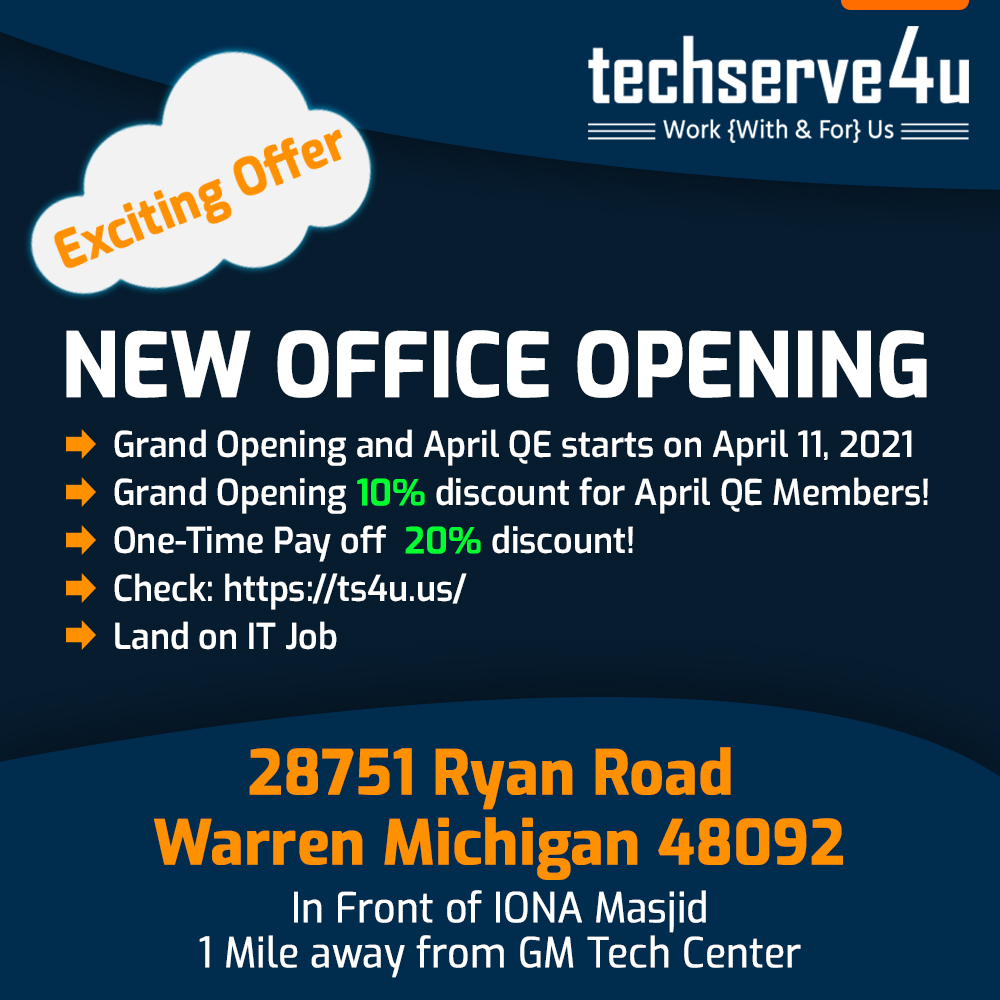 techserve4u
Work {With & For} Us
Exciting Offer
NEW OFFICE OPENING
Grand Opening and April QE starts on April 11, 2021
Grand Opening 10% discount for April QE Members!
One-Time Pay off 20% discount!
Check: https://ts4u.us/
Land on IT Job
28751 Ryan Road
Warren Michigan 48092
In Front of IONA Masjid
1 Mile away from GM Tech Center